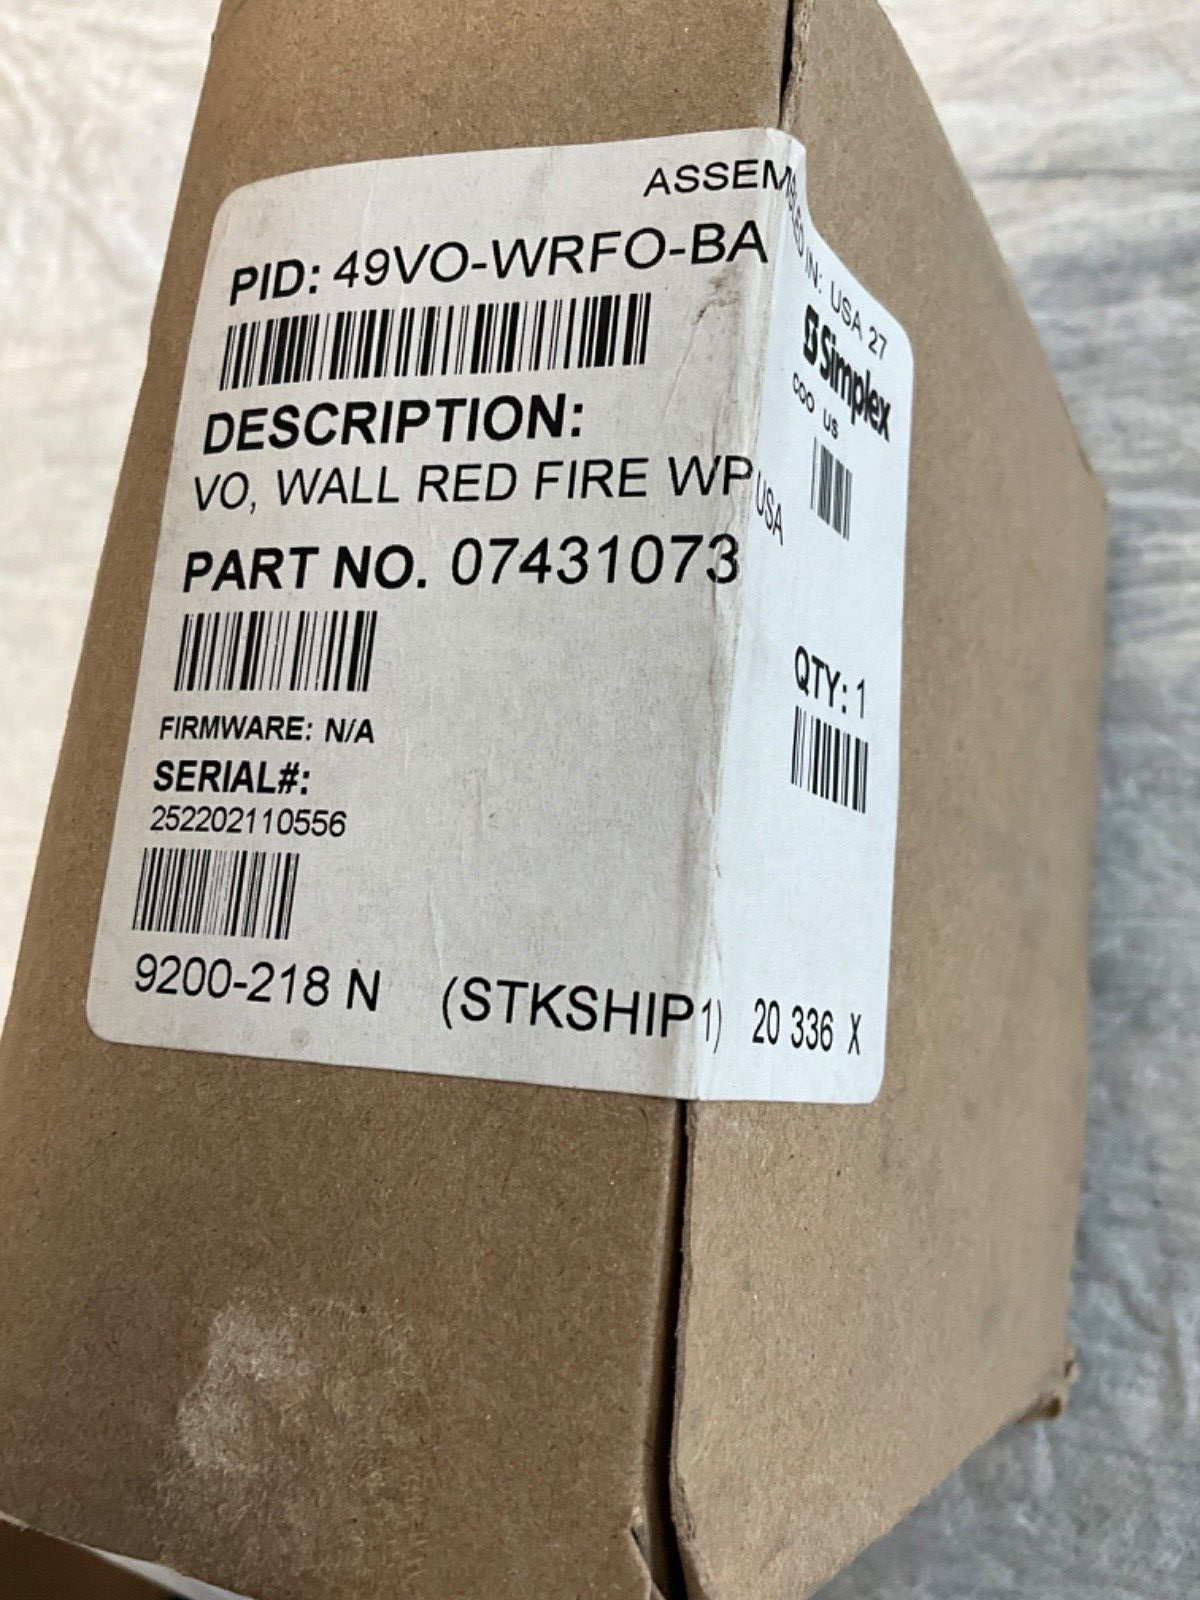 ASSEMBLED IN: USA 27
PID: 49VO-WRFO-BA
Simplex
COO US
DESCRIPTION:
VO, WALL RED FIRE WP USA
PART NO. 07431073
QTY: 1
FIRMWARE: N/A
SERIAL#:
252202110556
9200-218 N (STKSHIP1) 20 336 X